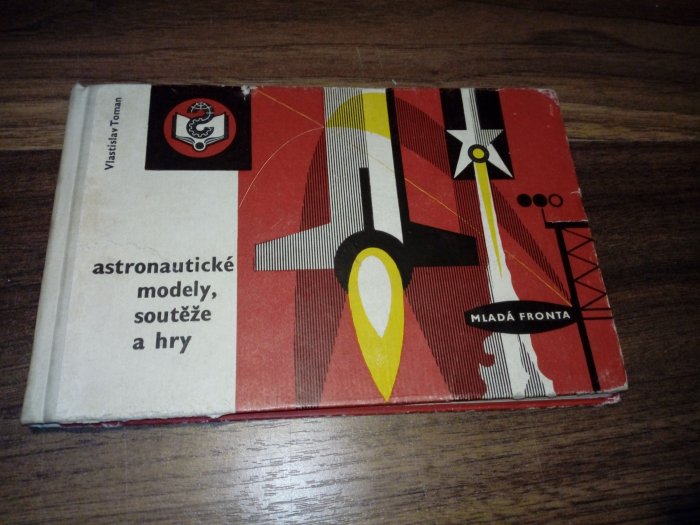 Vlastislav Toman
astronautické
modely,
soutěže
a hry
MLADÁ FRONTA